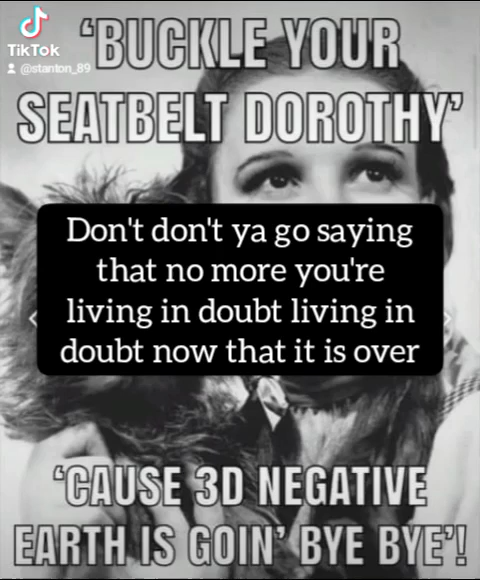 TikTok
@stanton_89
‘BUCKLE YOUR
SEATBELT DOROTHY’
Don't don't ya go saying
that no more you're
living in doubt living in
doubt now that it is over
‘CAUSE 3D NEGATIVE
EARTH IS GOIN’ BYE BYE’!